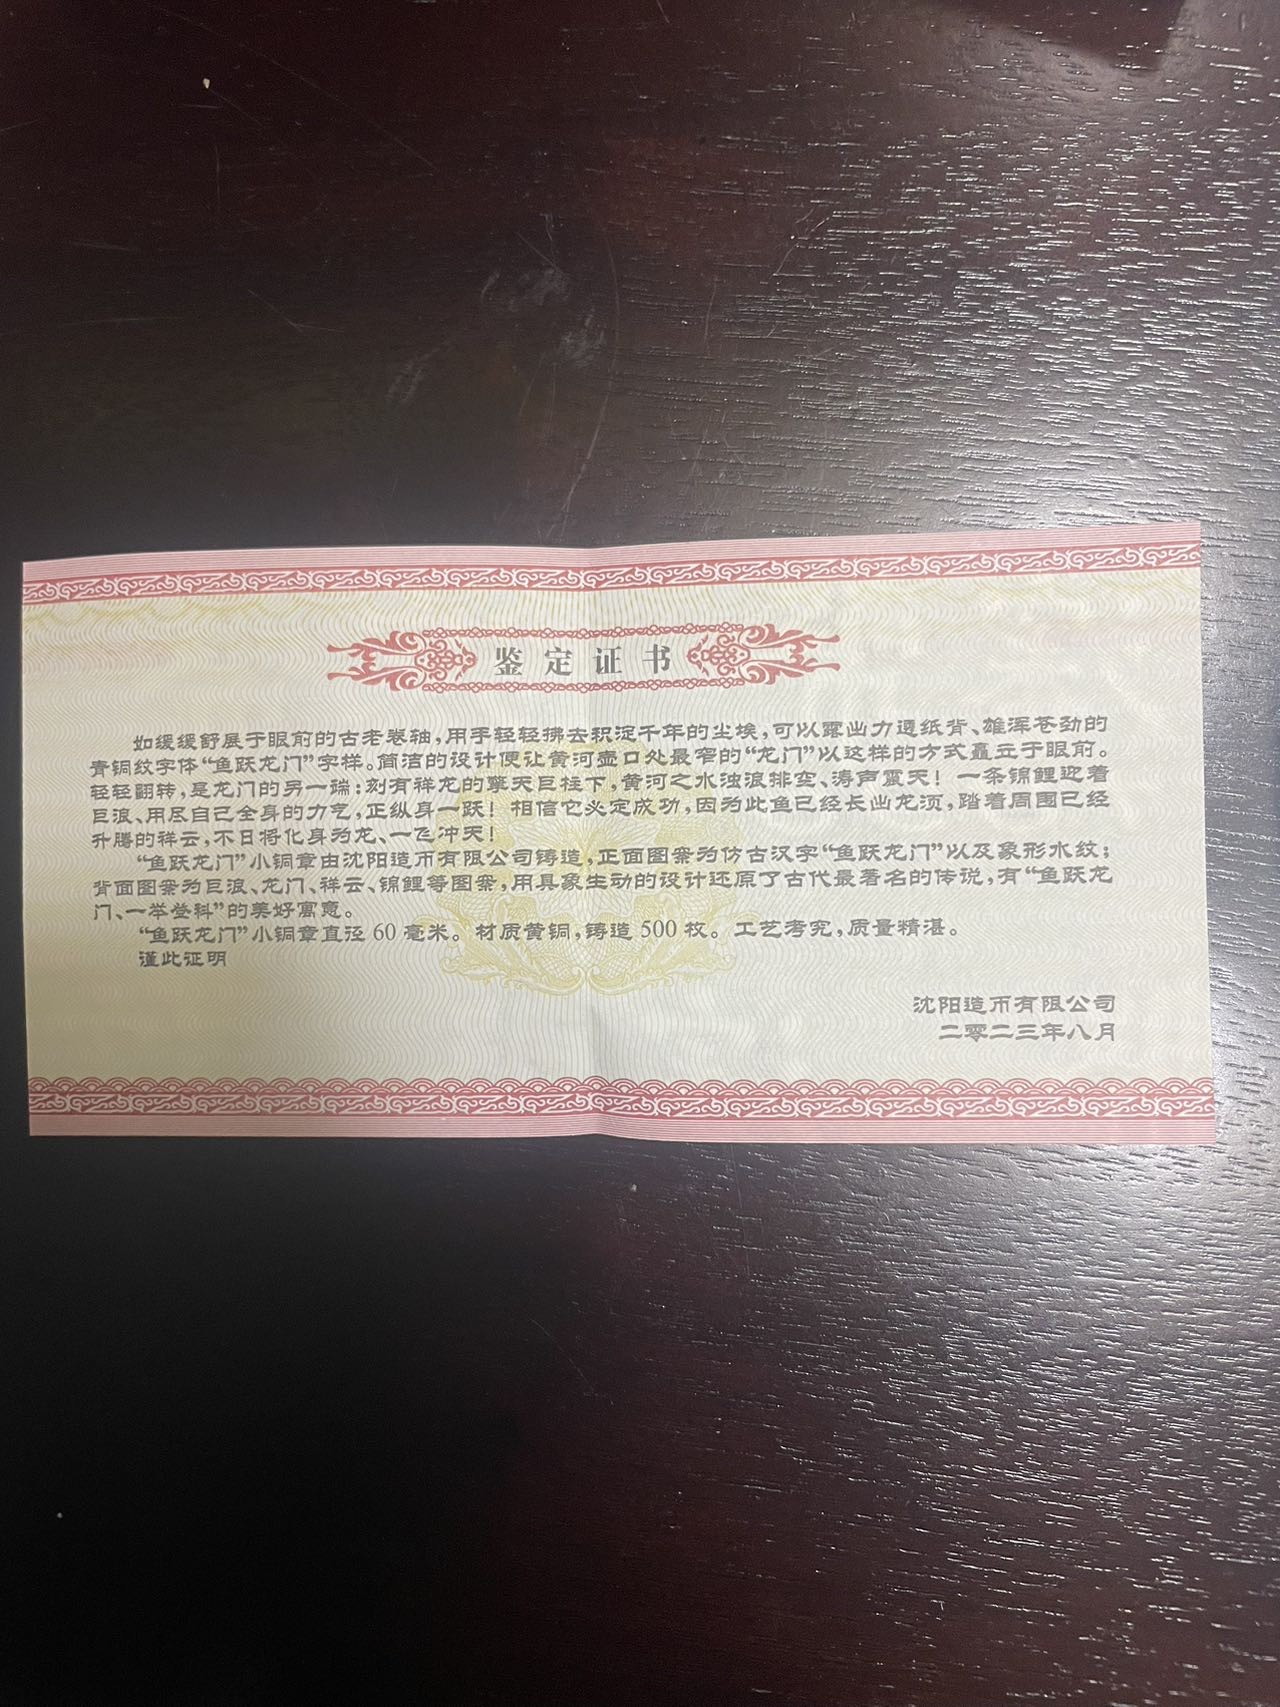 鉴定证书
如缓缓舒展于眼前的古老卷轴，用手轻轻拂去积淀千年的尘埃，可以露出力透纸背、雄浑苍劲的
青铜纹字体“鱼跃龙门”字样。简洁的设计便让黄河壶口处最窄的“龙门”以这样的方式矗立于眼前。
轻轻翻转，是龙门的另一端：刻有祥龙的擎天巨柱下，黄河之水浊浪排空、涛声震天！一条锦鲤迎着
巨浪、用尽自己全身的力气，正纵身一跃！相信它必定成功，因为此鱼已经长出龙须，踏着周围已经
升腾的祥云，不日将化身为龙、一飞冲天！
“鱼跃龙门”小铜章由沈阳造币有限公司铸造，正面图案为仿古汉字“鱼跃龙门”以及象形水纹；
背面图案为巨浪、龙门、祥云、锦鲤等图案，用具象生动的设计还原了古代最著名的传说，有“鱼跃龙
门、一举登科”的美好寓意。
“鱼跃龙门”小铜章直径 60 毫米。材质黄铜，铸造 500 枚。工艺考究，质量精湛。
谨此证明
沈阳造币有限公司
二零二三年八月